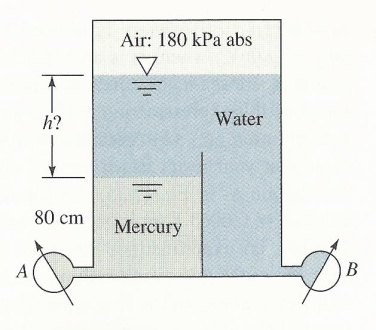 Air: 180 kPa abs
h?
Water
80 cm
Mercury
A
B